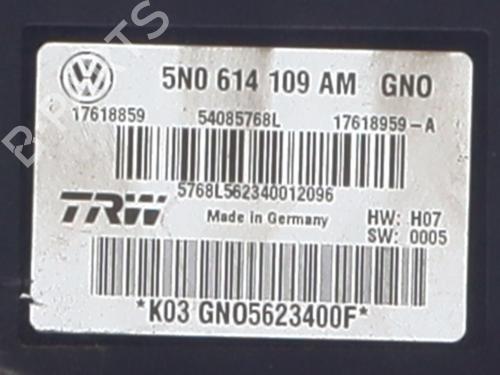 5N0 614 109 AM GNO
17618859 54085768L 17618959-A
5768L562340012096
TRW Made in Germany HW: H07
SW: 0005
*K03 GNO5623400F*
B-PARTS